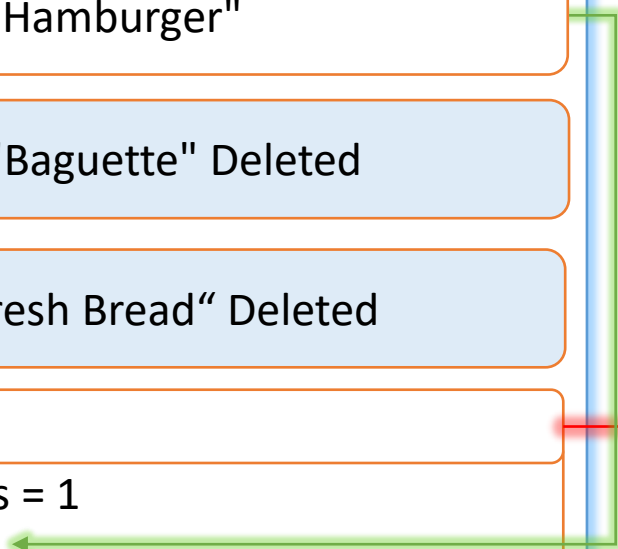 Hamburger"
"Baguette" Deleted
resh Bread“ Deleted
s = 1